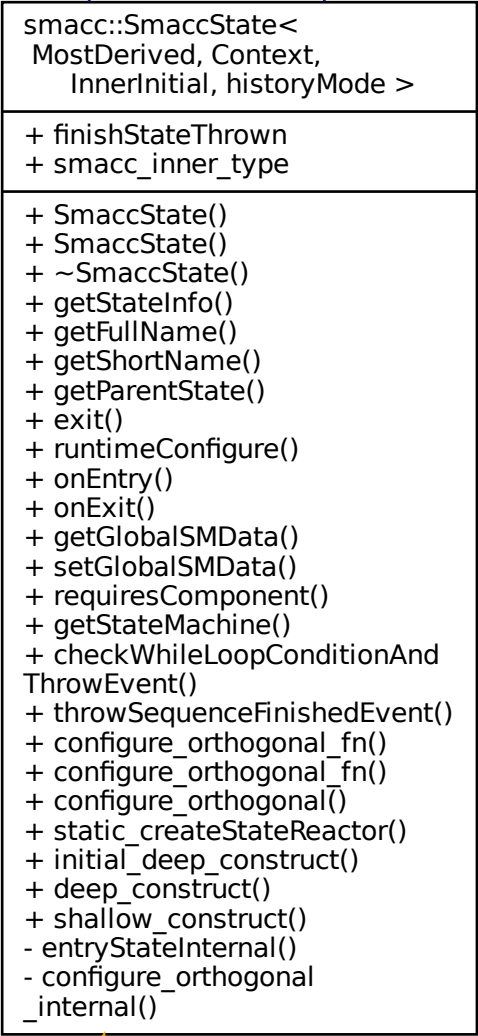 smacc::SmaccState<
MostDerived, Context,
InnerInitial, historyMode >
+ finishStateThrown
+ smacc_inner_type
+ SmaccState()
+ SmaccState()
+ ~SmaccState()
+ getStateInfo()
+ getFullName()
+ getShortName()
+ getParentState()
+ exit()
+ runtimeConfigure()
+ onEntry()
+ onExit()
+ getGlobalSMData()
+ setGlobalSMData()
+ requiresComponent()
+ getStateMachine()
+ checkWhileLoopConditionAnd
ThrowEvent()
+ throwSequenceFinishedEvent()
+ configure_orthogonal_fn()
+ configure_orthogonal_fn()
+ configure_orthogonal()
+ static_createStateReactor()
+ initial_deep_construct()
+ deep_construct()
+ shallow_construct()
- entryStateInternal()
- configure_orthogonal
_internal()